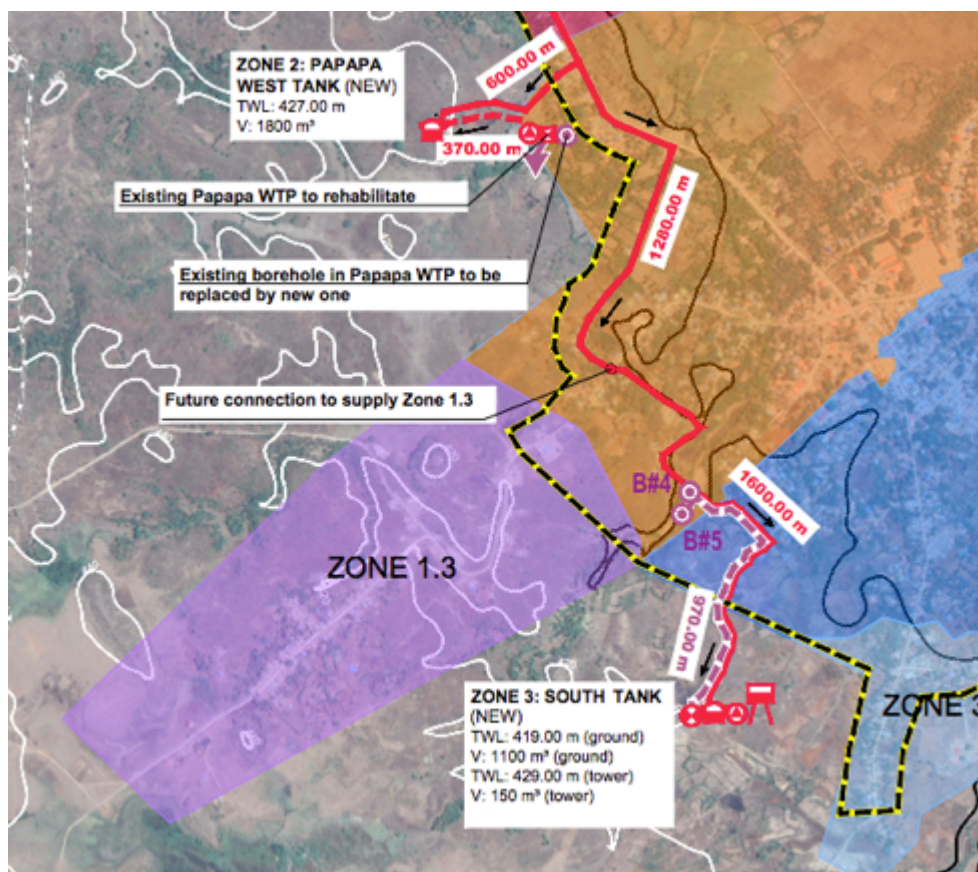 ZONE 2: PAPAPA
WEST TANK (NEW)
TWL: 427.00 m
V: 1800 m³
600.00 m
370.00 m
1280.00 m
Existing Papapa WTP to rehabilitate
Existing borehole in Papapa WTP to be
replaced by new one
Future connection to supply Zone 1.3
B#4
1600.00 m
B#5
ZONE 1.3
970.00 m
ZONE 3: SOUTH TANK
(NEW)
TWL: 419.00 m (ground)
V: 1100 m³ (ground)
TWL: 429.00 m (tower)
V: 150 m³ (tower)
ZONE 3